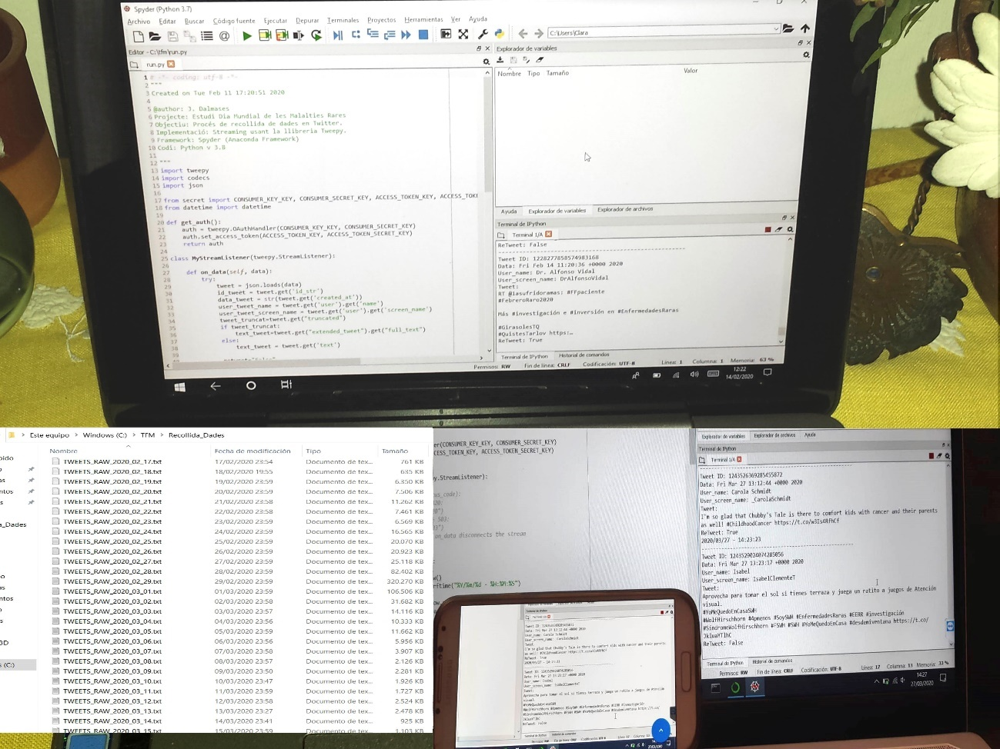 Spyder (Python 3.7)
Archivo Editar Buscar Código fuente Ejecutar Depurar Terminales Proyectos Herramientas Ver Ayuda
C:\Users\Clara
Editor - C:\tfm\run.py
run.py
1 # -*- coding: utf-8 -*-
2 """
3 Created on Tue Feb 11 17:20:51 2020
4
5 @author: J. Dalmases
6 Projecte: Estudi Dia Mundial de les Malalties Rares
7 Objectiu: Procés de recollida de dades en Twitter.
8 Implementació: Streaming usant la llibreria Tweepy.
9 Framework: Spyder (Anaconda Framework)
10 Codi: Python v 3.8
11
12 """
13 import tweepy
14 import codecs
15 import json
16
17 from secret import CONSUMER_KEY_KEY, CONSUMER_SECRET_KEY, ACCESS_TOKEN_KEY, ACCESS_TOKE
18 from datetime import datetime
19
20 def get_auth():
21 auth = tweepy.OAuthHandler(CONSUMER_KEY_KEY, CONSUMER_SECRET_KEY)
22 auth.set_access_token(ACCESS_TOKEN_KEY, ACCESS_TOKEN_SECRET_KEY)
23 return auth
24
25 class MyStreamListener(tweepy.StreamListener):
26
27 def on_data(self, data):
28 try:
29 tweet = json.loads(data)
30 id_tweet = tweet.get('id_str')
31 data_tweet = str(tweet.get('created_at'))
32 user_tweet_name = tweet.get('user').get('name')
33 user_tweet_screen_name = tweet.get('user').get('screen_name')
34 tweet_truncat=tweet.get("truncated")
35 if tweet_truncat:
36 text_tweet=tweet.get("extended_tweet").get("full_text")
37 else:
38 text_tweet = tweet.get('text')
39
Explorador de variables
Nombre Tipo Tamaño Valor
Ayuda Explorador de variables Explorador de archivos
Terminal de IPython
Terminal 1/A
ReTweet: False
Tweet ID: 1228277858574983168
Data: Fri Feb 14 11:20:36 +0000 2020
User_name: Dr. Alfonso Vidal
User_screen_name: DrAlfonsoVidal
Tweet:
RT @lasufridoramas: #FFpaciente
#FebreroRaro2020
Más #investigación e #inversión en #EnfermedadesRaras
#GirasolesTQ
#QuistesTarlov https:…
ReTweet: True
Terminal de IPython Historial de comandos
Permisos: RW Fin de línea: CRLF Codificación: UTF-8 Línea: 1 Columna: 1 Memoria: 63 %
12:22
14/02/2020
Este equipo > Windows (C:) > TFM > Recollida_Dades
Nombre Fecha de modificación Tipo Tamaño
TWEETS_RAW_2020_02_17.txt 17/02/2020 23:54 Documento de tex... 761 KB
TWEETS_RAW_2020_02_18.txt 18/02/2020 19:55 Documento de tex... 635 KB
TWEETS_RAW_2020_02_19.txt 19/02/2020 23:59 Documento de tex... 6.350 KB
TWEETS_RAW_2020_02_20.txt 20/02/2020 23:59 Documento de tex... 7.506 KB
TWEETS_RAW_2020_02_21.txt 21/02/2020 23:58 Documento de tex... 11.262 KB
TWEETS_RAW_2020_02_22.txt 22/02/2020 23:58 Documento de tex... 7.461 KB
TWEETS_RAW_2020_02_23.txt 23/02/2020 23:59 Documento de tex... 6.569 KB
TWEETS_RAW_2020_02_24.txt 24/02/2020 23:59 Documento de tex... 16.565 KB
TWEETS_RAW_2020_02_25.txt 25/02/2020 23:59 Documento de tex... 20.070 KB
TWEETS_RAW_2020_02_26.txt 26/02/2020 23:59 Documento de tex... 20.923 KB
TWEETS_RAW_2020_02_27.txt 27/02/2020 23:59 Documento de tex... 25.118 KB
TWEETS_RAW_2020_02_28.txt 28/02/2020 23:59 Documento de tex... 82.402 KB
TWEETS_RAW_2020_02_29.txt 29/02/2020 23:59 Documento de tex... 320.270 KB
TWEETS_RAW_2020_03_01.txt 01/03/2020 23:59 Documento de tex... 106.506 KB
TWEETS_RAW_2020_03_02.txt 02/03/2020 23:58 Documento de tex... 31.682 KB
TWEETS_RAW_2020_03_03.txt 03/03/2020 23:57 Documento de tex... 14.116 KB
TWEETS_RAW_2020_03_04.txt 04/03/2020 23:56 Documento de tex... 10.333 KB
TWEETS_RAW_2020_03_05.txt 05/03/2020 23:59 Documento de tex... 11.662 KB
TWEETS_RAW_2020_03_06.txt 06/03/2020 23:56 Documento de tex... 5.956 KB
TWEETS_RAW_2020_03_07.txt 07/03/2020 23:58 Documento de tex... 3.907 KB
TWEETS_RAW_2020_03_08.txt 08/03/2020 23:57 Documento de tex... 2.126 KB
TWEETS_RAW_2020_03_09.txt 09/03/2020 23:50 Documento de tex... 2.281 KB
TWEETS_RAW_2020_03_10.txt 10/03/2020 23:47 Documento de tex... 1.926 KB
TWEETS_RAW_2020_03_11.txt 11/03/2020 23:59 Documento de tex... 1.727 KB
TWEETS_RAW_2020_03_12.txt 12/03/2020 23:58 Documento de tex... 2.524 KB
TWEETS_RAW_2020_03_13.txt 13/03/2020 23:27 Documento de tex... 2.478 KB
TWEETS_RAW_2020_03_14.txt 14/03/2020 23:41 Documento de tex... 925 KB
TWEETS_RAW_2020_03_15.txt 15/03/2020 23:59 Documento de tex... 1.103 KB
er(CONSUMER_KEY_KEY, CONSUMER_SECRET_KEY)
CESS_TOKEN_KEY, ACCESS_TOKEN_SECRET_KEY)
y.StreamListener):
on_data disconnects the stream
rftime("%Y/%m/%d - %H:%M:%S")
Explorador de variables Explorador de archivos Ayuda
Terminal de IPython
Terminal 1/A
Tweet ID: 1243526369285455872
Data: Fri Mar 27 13:12:44 +0000 2020
User_name: Carola Schmidt
User_screen_name: _CarolaSchmidt
Tweet:
I'm so glad that Chubby's Tale is there to comfort kids with cancer and their parents
as well! #ChildhoodCancer https://t.co/w3Is4RfhCf
ReTweet: True
2020/03/27 - 14:23:23
Tweet ID: 1243529024074285056
Data: Fri Mar 27 13:23:17 +0000 2020
User_name: Isabel
User_screen_name: IsabelClementeT
Tweet:
Aprovecha para tomar el sol si tienes terraza y juega un ratito a juegos de Atención
visual.
#YoMeQuedoEnCasaSWH
#WolfHirschhorn #4pmenos #SoySWH #EnfermedadesRaras #EERR #investigación
#SindromeWolfHirschhorn #FSWH #SWH #YoMeQuedoEnCasa #desdemiventana https://t.co/
JkluaYTlhC
ReTweet: False
Terminal de IPython Historial de comandos
Permisos: RW Fin de línea: CRLF Codificación: UTF-8 Línea: 17 Columna: 11 Memoria: 33 %
14:27
27/03/2020